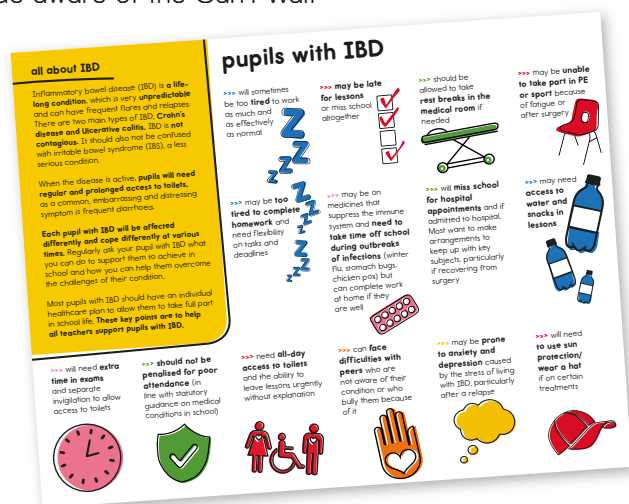 all about IBD
Inflammatory bowel disease (IBD) is a life-
long condition, which is very unpredictable
and can have frequent flares and relapses.
There are two main types of IBD; Crohn's
disease and Ulcerative colitis, IBD is not
contagious. It should also not be confused
with irritable bowel syndrome (IBS), a less
serious condition.
When the disease is active, pupils will need
regular and prolonged access to toilets,
as a common, embarrassing and distressing
symptom is frequent diarrhoea.
Each pupil with IBD will be affected
differently and cope differently at various
times. Regularly ask your pupil with IBD what
you can do to support them to achieve in
school and how you can help them overcome
the challenges of their condition.
Most pupils with IBD should have an individual
healthcare plan to allow them to take full part
in school life. These key points are to help
all teachers support pupils with IBD.
pupils with IBD
>>> will sometimes
be too tired to work
as much and
as effectively
as normal
>>> may be late
for lessons
or miss school
altogether
>>> should be
allowed to take
rest breaks in the
medical room if
needed
>>> may be unable
to take part in PE
or sport because
of fatigue or
after surgery
>>> may be too
tired to complete
homework and
need flexibility
on tasks and
deadlines
>>> may be on
medicines that
suppress the immune
system and need to
take time off school
during outbreaks
of infections (winter
flu, stomach bugs,
chicken pox) but
can complete work
at home if they
are well
>>> will miss school
for hospital
appointments and if
admitted to hospital.
Most want to make
arrangements to
keep up with key
subjects, particularly
if recovering from
surgery
>>> may need
access to
water and
snacks in
lessons
>>> will need extra
time in exams
and separate
invigilation to allow
access to toilets
>>> should not be
penalised for poor
attendance (in
line with statutory
guidance on medical
conditions in school)
>>> need all-day
access to toilets
and the ability to
leave lessons urgently
without explanation
>>> can face
difficulties with
peers who are
not aware of their
condition or who
bully them because
of it
>>> may be prone
to anxiety and
depression caused
by the stress of living
with IBD, particularly
after a relapse
>>> will need
to use sun
protection/
wear a hat
if on certain
treatments